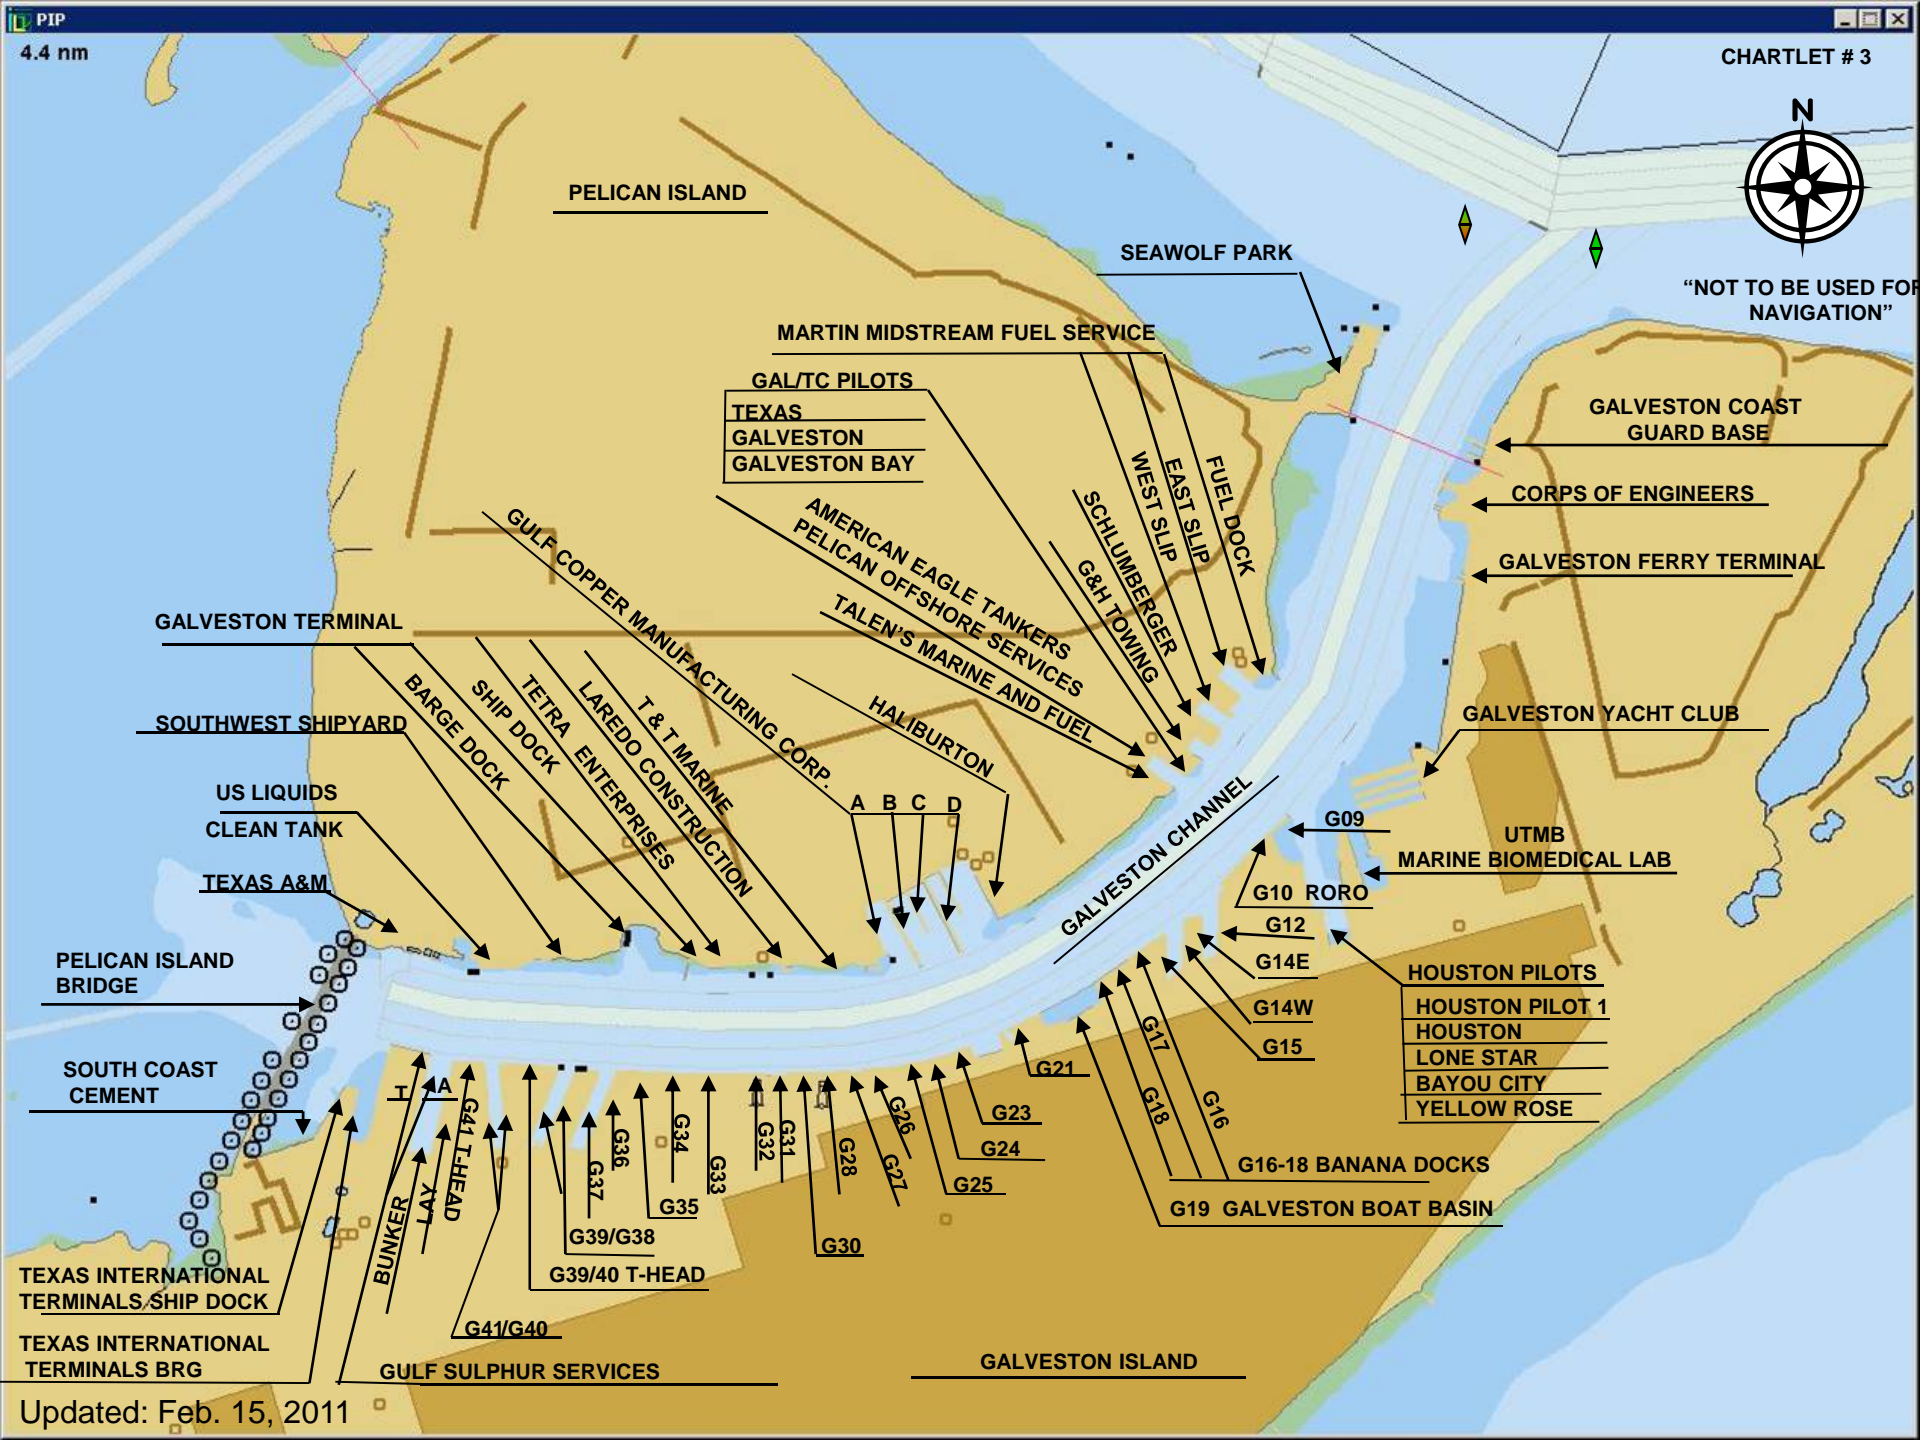 PIP
4.4 nm
CHARTLET # 3
N
PELICAN ISLAND
SEAWOLF PARK
“NOT TO BE USED FOR
NAVIGATION”
MARTIN MIDSTREAM FUEL SERVICE
GAL/TC PILOTS
TEXAS
GALVESTON
GALVESTON BAY
GALVESTON COAST
GUARD BASE
CORPS OF ENGINEERS
GALVESTON FERRY TERMINAL
FUEL DOCK
EAST SLIP
WEST SLIP
SCHLUMBERGER
G&H TOWING
AMERICAN EAGLE TANKERS
PELICAN OFFSHORE SERVICES
TALEN'S MARINE AND FUEL
GULF COPPER MANUFACTURING CORP.
HALIBURTON
GALVESTON TERMINAL
BARGE DOCK
SHIP DOCK
TETRA ENTERPRISES
LAREDO CONSTRUCTION
T & T MARINE
SOUTHWEST SHIPYARD
GALVESTON YACHT CLUB
US LIQUIDS
CLEAN TANK
A B C D
GALVESTON CHANNEL
G09
UTMB
MARINE BIOMEDICAL LAB
TEXAS A&M
G10 RORO
G12
G14E
G14W
G15
PELICAN ISLAND
BRIDGE
HOUSTON PILOTS
HOUSTON PILOT 1
HOUSTON
LONE STAR
BAYOU CITY
YELLOW ROSE
SOUTH COAST
CEMENT
T A
G41 T-HEAD
LAY
BUNKER
G36
G37
G34
G33
G32
G31
G28
G26
G27
G21
G23
G24
G25
G17
G18
G16
G35
G39/G38
G30
G39/40 T-HEAD
G41/G40
G16-18 BANANA DOCKS
G19 GALVESTON BOAT BASIN
TEXAS INTERNATIONAL
TERMINALS SHIP DOCK
TEXAS INTERNATIONAL
TERMINALS BRG
GULF SULPHUR SERVICES
GALVESTON ISLAND
Updated: Feb. 15, 2011